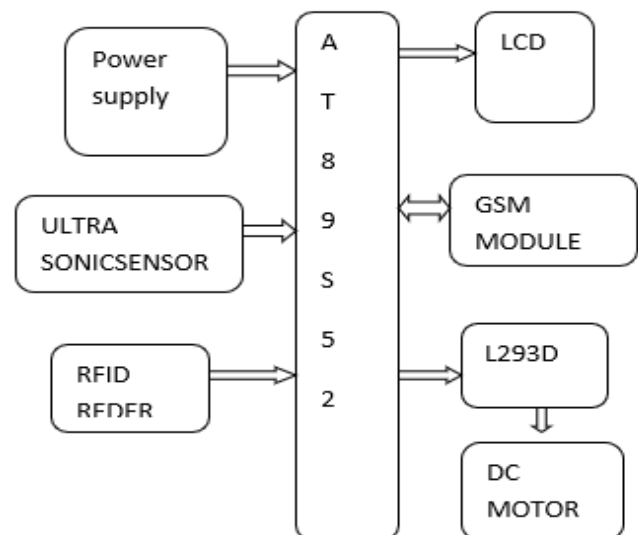 Power
supply
ULTRA
SONICSENSOR
RFID
REDER
A
T
8
9
S
5
2
LCD
GSM
MODULE
L293D
DC
MOTOR